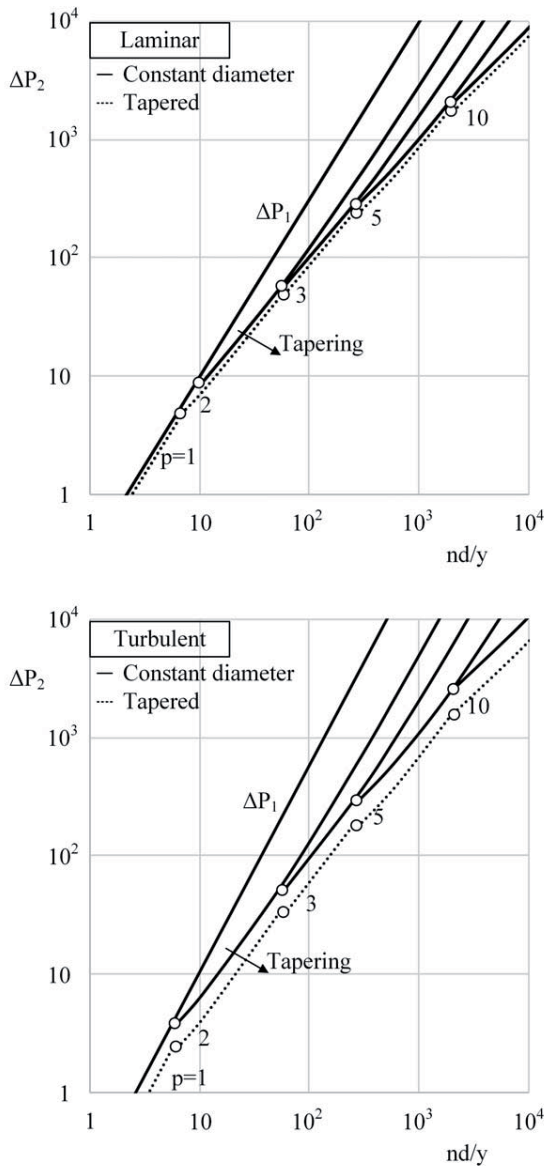 10⁴
Laminar
ΔP₂
Constant diameter
Tapered
10³
10
ΔP₁
5
10²
3
Tapering
10
2
p=1
1
1 10 10² 10³ 10⁴
nd/y
10⁴
Turbulent
Constant diameter
ΔP₂
Tapered
10³
10
ΔP₁
5
10²
3
Tapering
10
2
p=1
1
1 10 10² 10³ 10⁴
nd/y